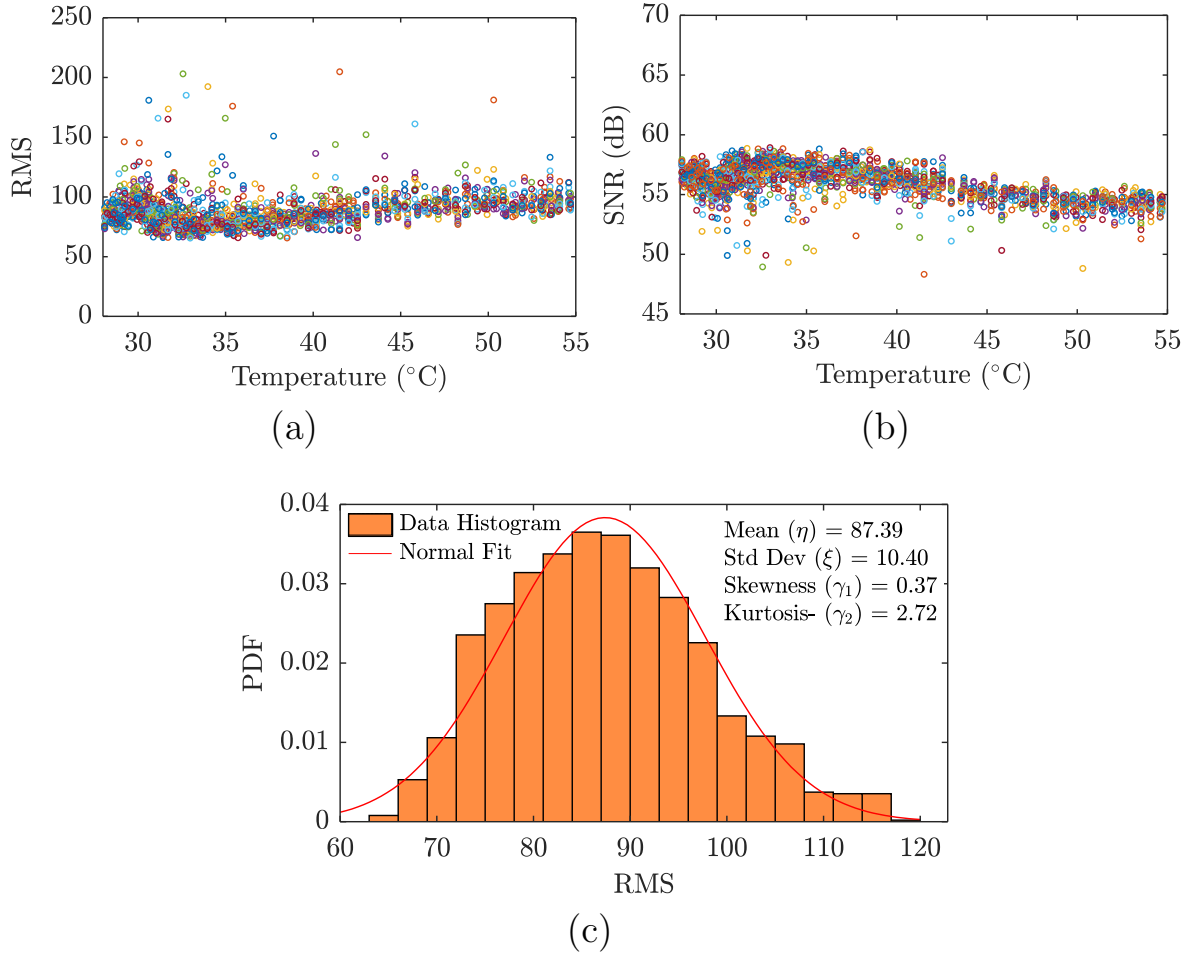 250
200
150
100
50
0
RMS
30 35 40 45 50 55
Temperature (°C)
(a)
70
65
60
55
50
45
SNR (dB)
30 35 40 45 50 55
Temperature (°C)
(b)
0.04
0.03
0.02
0.01
0
PDF
Data Histogram
Normal Fit
Mean (η) = 87.39
Std Dev (ξ) = 10.40
Skewness (γ₁) = 0.37
Kurtosis- (γ₂) = 2.72
60 70 80 90 100 110 120
RMS
(c)